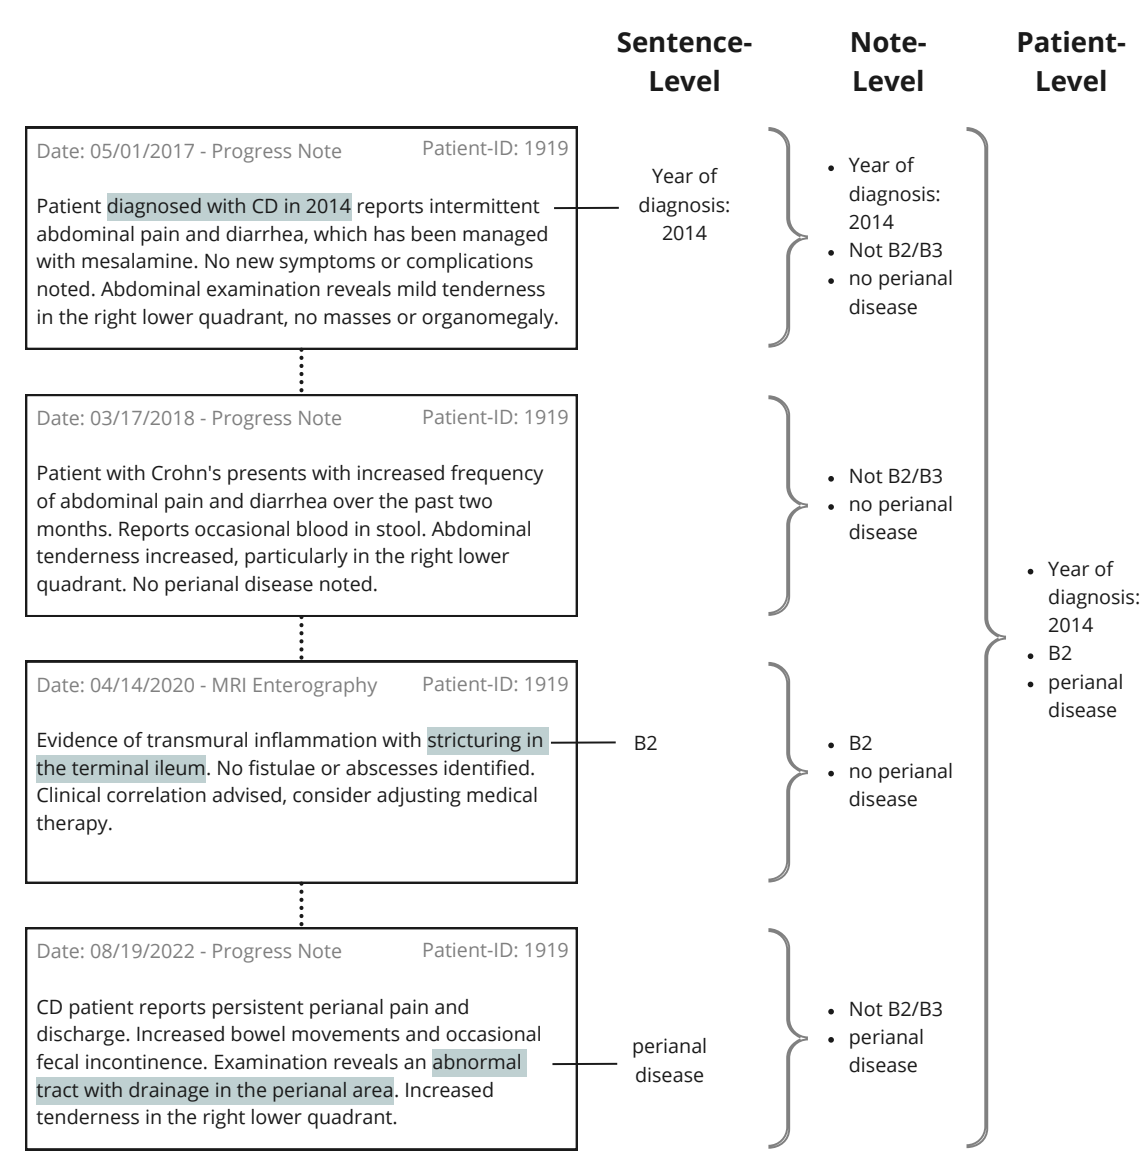 Sentence-
Level
Note-
Level
Patient-
Level
Date: 05/01/2017 - Progress Note
Patient-ID: 1919
Patient diagnosed with CD in 2014 reports intermittent
abdominal pain and diarrhea, which has been managed
with mesalamine. No new symptoms or complications
noted. Abdominal examination reveals mild tenderness
in the right lower quadrant, no masses or organomegaly.
Year of
diagnosis:
2014
• Year of
diagnosis:
2014
• Not B2/B3
• no perianal
disease
Date: 03/17/2018 - Progress Note
Patient-ID: 1919
Patient with Crohn's presents with increased frequency
of abdominal pain and diarrhea over the past two
months. Reports occasional blood in stool. Abdominal
tenderness increased, particularly in the right lower
quadrant. No perianal disease noted.
• Not B2/B3
• no perianal
disease
Date: 04/14/2020 - MRI Enterography
Patient-ID: 1919
Evidence of transmural inflammation with stricturing in
the terminal ileum. No fistulae or abscesses identified.
Clinical correlation advised, consider adjusting medical
therapy.
B2
• B2
• no perianal
disease
Date: 08/19/2022 - Progress Note
Patient-ID: 1919
CD patient reports persistent perianal pain and
discharge. Increased bowel movements and occasional
fecal incontinence. Examination reveals an abnormal
tract with drainage in the perianal area. Increased
tenderness in the right lower quadrant.
perianal
disease
• Not B2/B3
• perianal
disease
• Year of
diagnosis:
2014
• B2
• perianal
disease